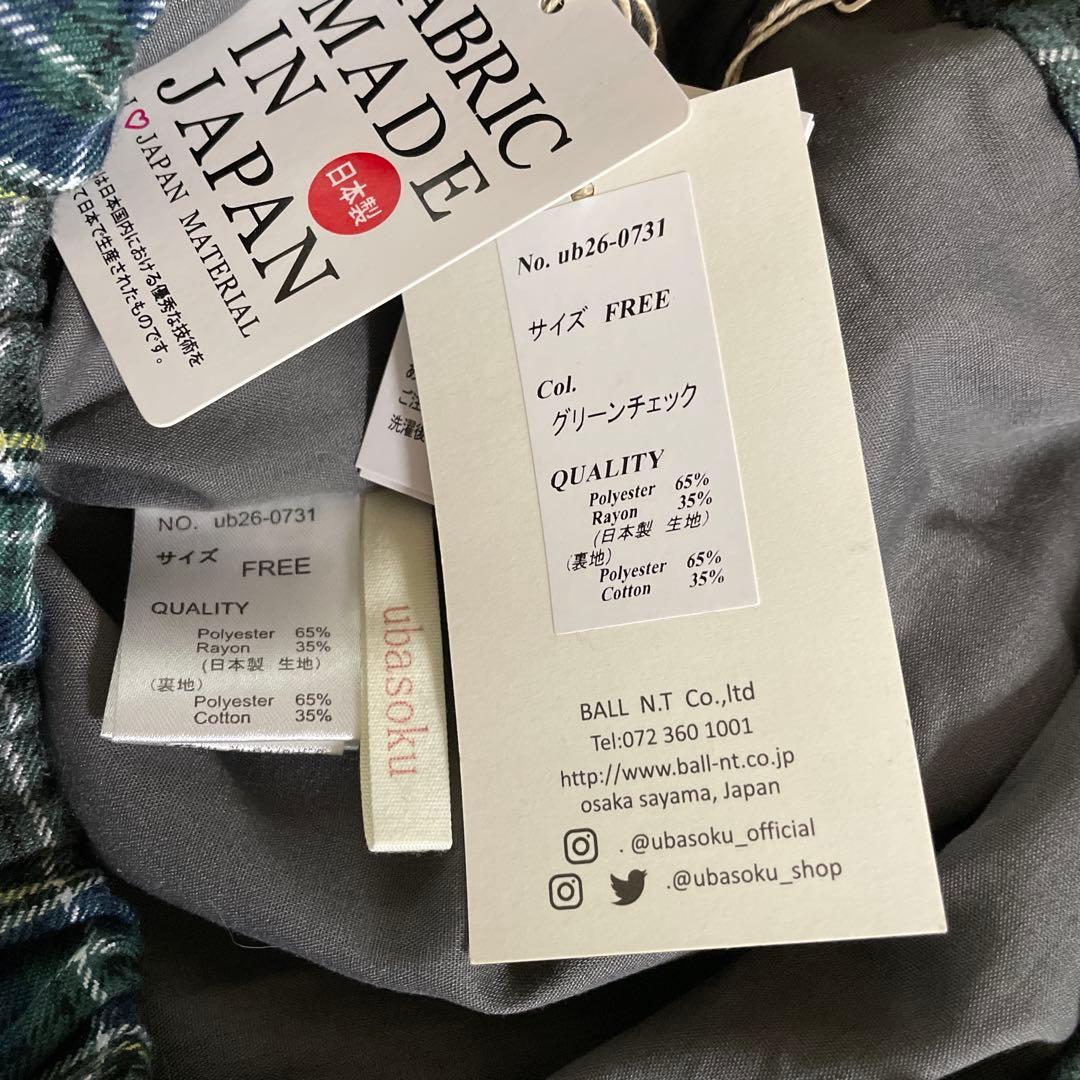 FABRIC
MADE
IN
JAPAN
日本製
I ♡ JAPAN MATERIAL
は日本国内における優秀な技術を
て日本で生産されたものです。
No. ub26-0731
サイズ FREE
Col.
グリーンチェック
QUALITY
Polyester 65%
Rayon 35%
(日本製 生地)
(裏地)
Polyester 65%
Cotton 35%
BALL N.T Co.,ltd
Tel:072 360 1001
http://www.ball-nt.co.jp
osaka sayama, Japan
. @ubasoku_official
.@ubasoku_shop
洗濯後
NO. ub26-0731
サイズ FREE
QUALITY
Polyester 65%
Rayon 35%
(日本製 生地)
(裏地)
Polyester 65%
Cotton 35%
ubasoku